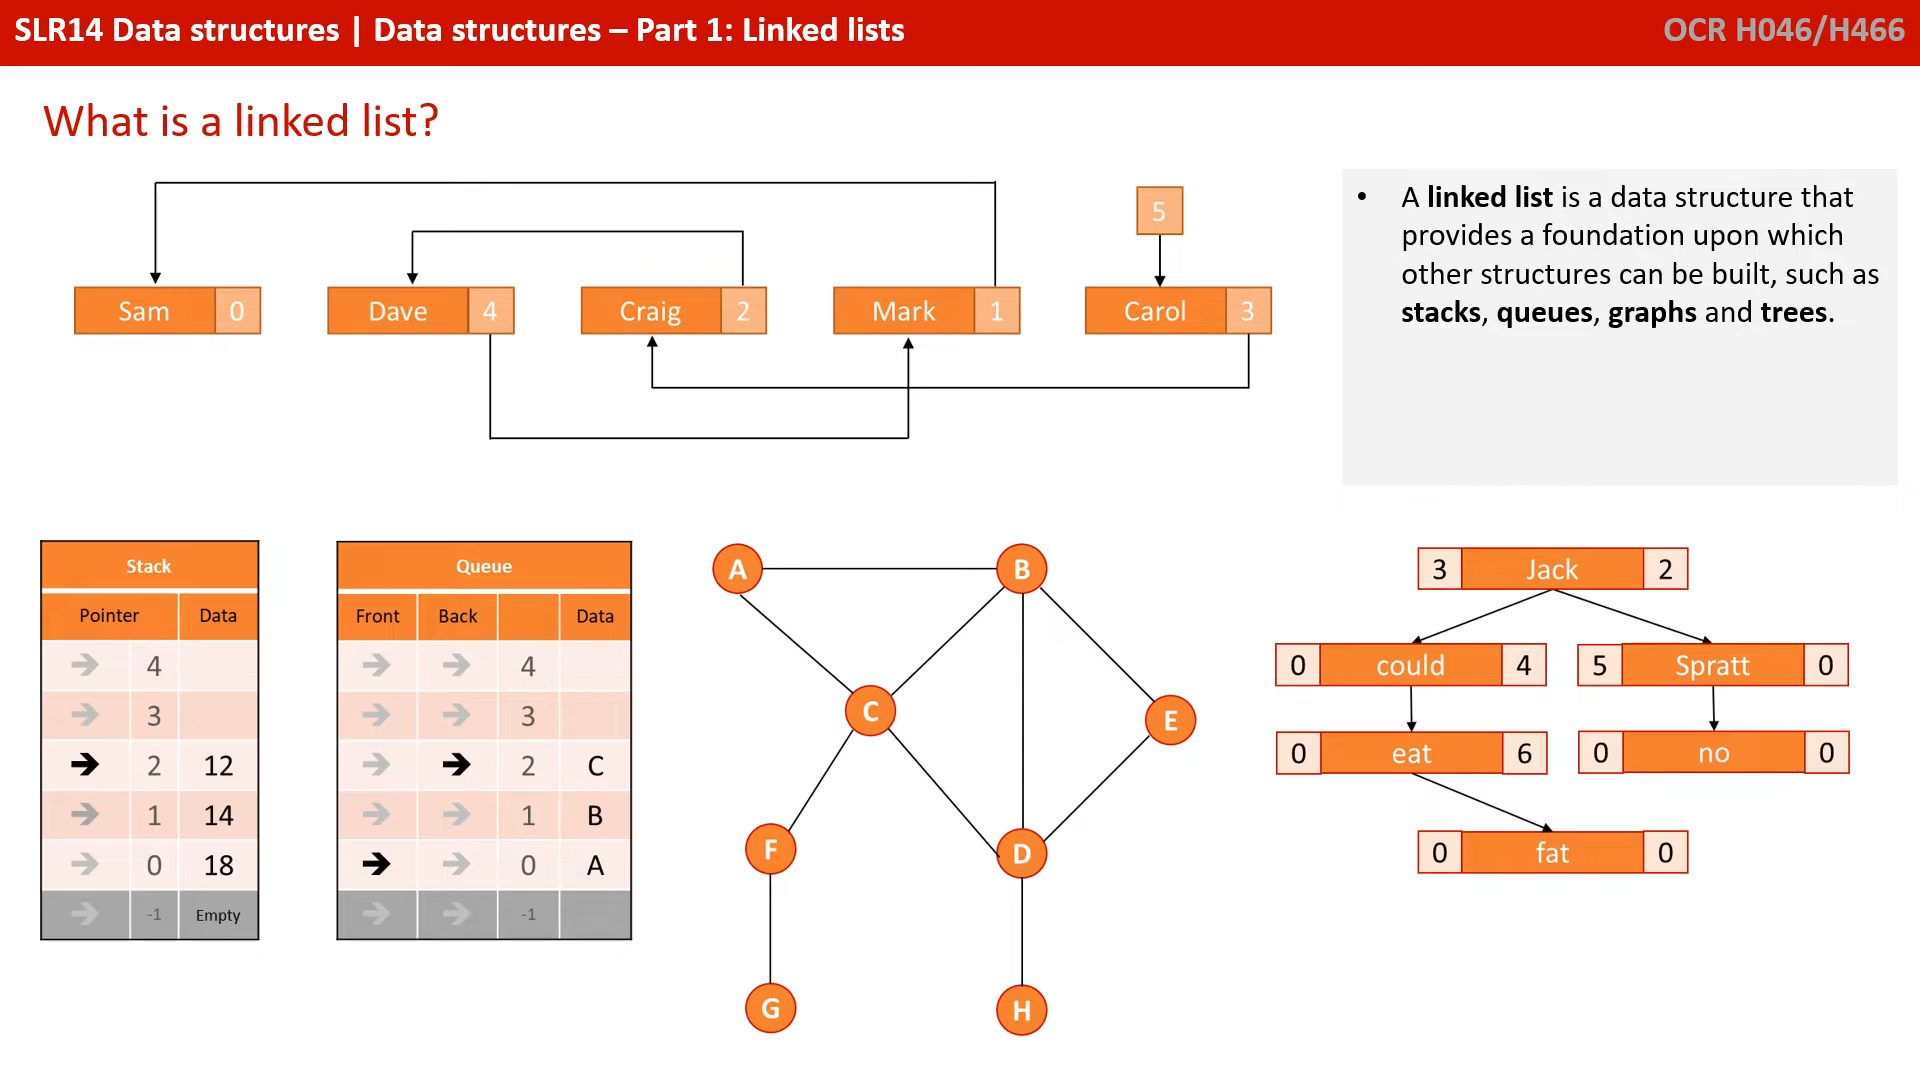 SLR14 Data structures | Data structures – Part 1: Linked lists
OCR H046/H466
What is a linked list?
5
Sam 0
Dave 4
Craig 2
Mark 1
Carol 3
• A linked list is a data structure that
provides a foundation upon which
other structures can be built, such as
stacks, queues, graphs and trees.
Stack
Pointer Data
4
3
2 12
1 14
0 18
-1 Empty
Queue
Front Back Data
4
3
2 C
1 B
0 A
-1
A
B
C
E
F
D
G
H
3 Jack 2
0 could 4
5 Spratt 0
0 eat 6
0 no 0
0 fat 0